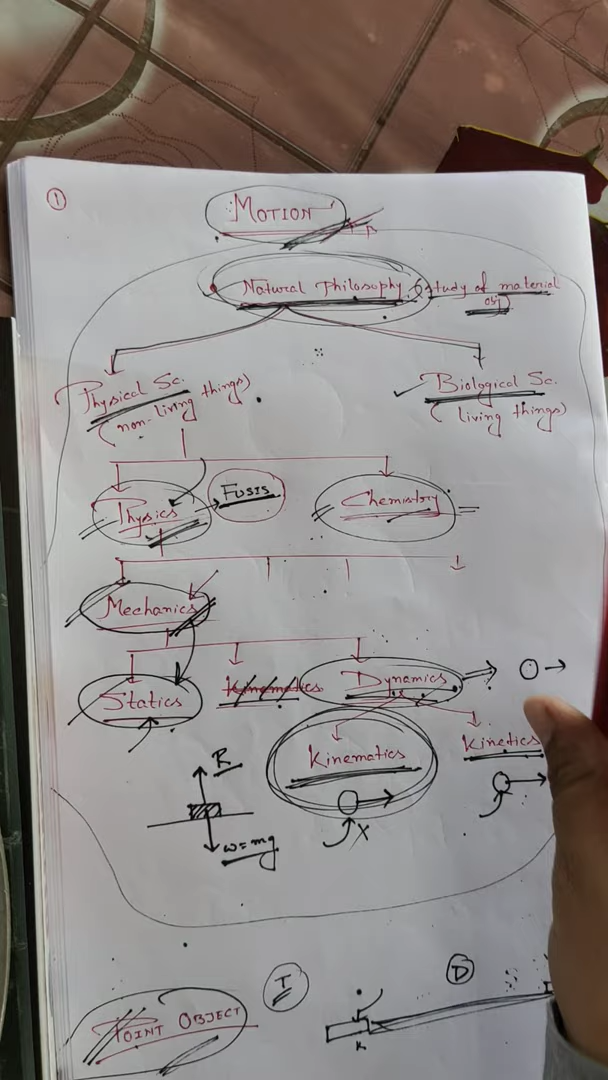 ①
MOTION
Natural Philosophy : Study of material obj
Physical Sc. Biological Sc.
(non-living things) (living things)
Physics → FUSIS Chemistry
Mechanics
Statics Kinematics Dynamics
Kinematics Kinetics
R
w=mg X
I D
POINT OBJECT
K